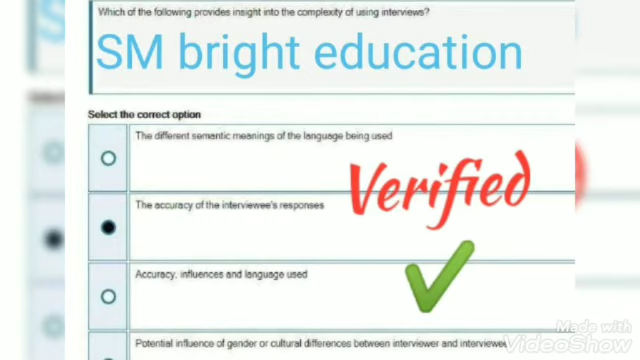 Which of the following provides insight into the complexity of using interviews?
SM bright education
Select the correct option
The different semantic meanings of the language being used
Verified
The accuracy of the interviewee's responses
Accuracy, influences and language used
Potential influence of gender or cultural differences between interviewer and interviewee
Made with
VideoShow